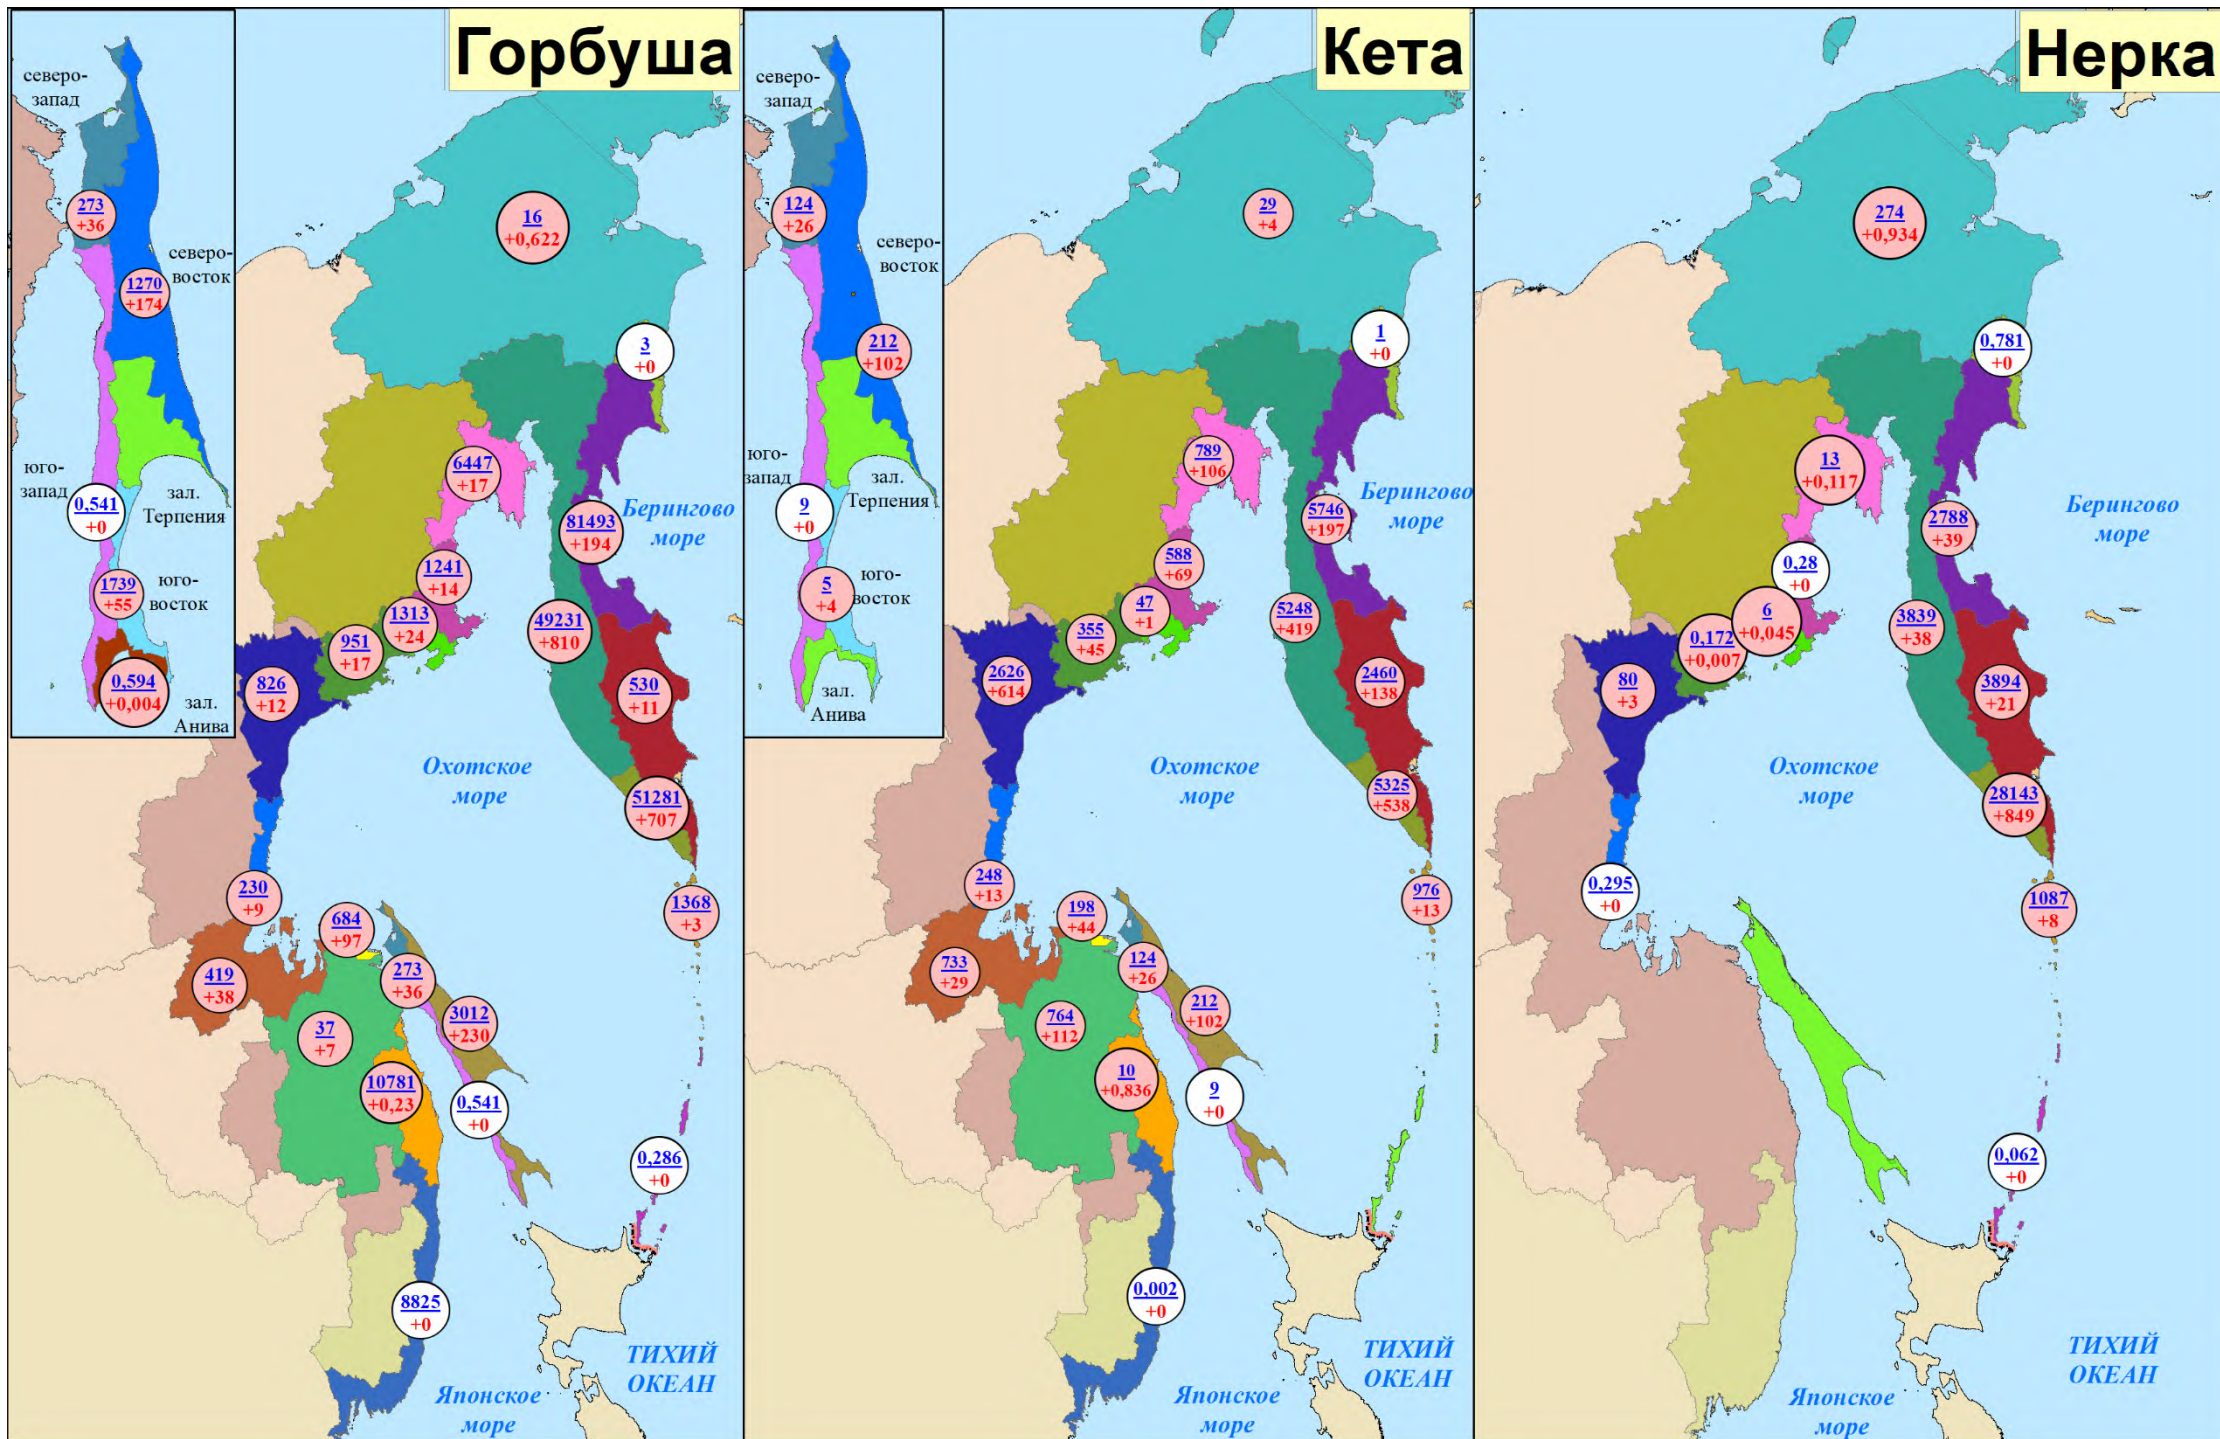 Горбуша
северо-
запад
273
+36
северо-
восток
1270
+174
юго-
запад
0,541
+0
зал.
Терпения
1739
+55
юго-
восток
0,594
+0,004
зал.
Анива
16
+0,622
3
+0
6447
+17
81493
+194
Берингово
море
1241
+14
1313
+24
951
+17
49231
+810
826
+12
530
+11
Охотское
море
51281
+707
230
+9
684
+97
1368
+3
419
+38
273
+36
37
+7
3012
+230
10781
+0,23
0,541
+0
0,286
+0
8825
+0
ТИХИЙ
ОКЕАН
Японское
море
Кета
северо-
запад
124
+26
северо-
восток
212
+102
юго-
запад
9
+0
зал.
Терпения
5
+4
юго-
восток
зал.
Анива
29
+4
1
+0
789
+106
5746
+197
Берингово
море
588
+69
47
+1
355
+45
5248
+419
2626
+614
2460
+138
Охотское
море
5325
+538
248
+13
198
+44
976
+13
733
+29
124
+26
764
+112
212
+102
10
+0,836
9
+0
0,002
+0
ТИХИЙ
ОКЕАН
Японское
море
Нерка
274
+0,934
0,781
+0
13
+0,117
2788
+39
Берингово
море
0,28
+0
6
+0,045
0,172
+0,007
3839
+38
80
+3
3894
+21
Охотское
море
28143
+849
0,295
+0
1087
+8
0,062
+0
ТИХИЙ
ОКЕАН
Японское
море